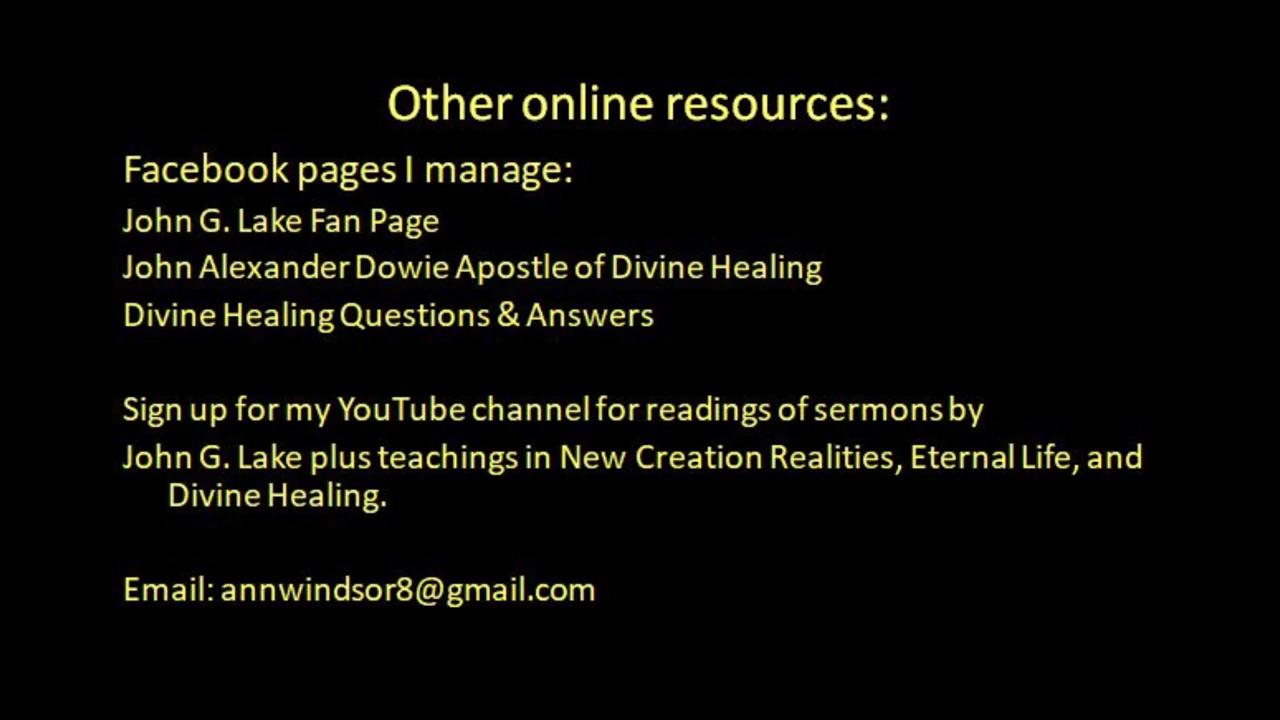 Other online resources:
Facebook pages I manage:
John G. Lake Fan Page
John Alexander Dowie Apostle of Divine Healing
Divine Healing Questions & Answers
Sign up for my YouTube channel for readings of sermons by
John G. Lake plus teachings in New Creation Realities, Eternal Life, and
Divine Healing.
Email: annwindsor8@gmail.com